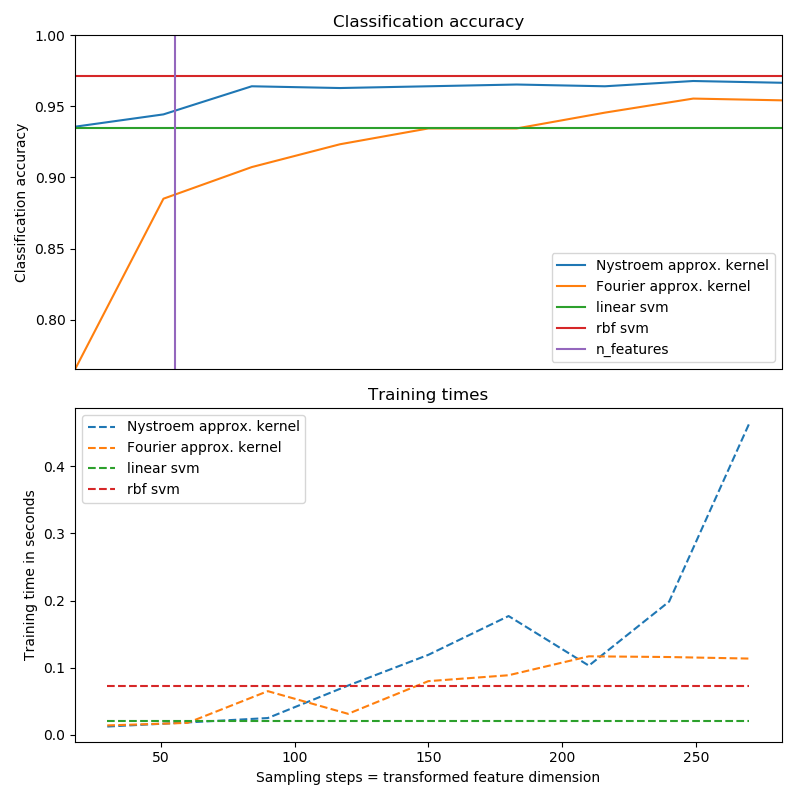 Classification accuracy
Classification accuracy
1.00
0.95
0.90
0.85
0.80
Nystroem approx. kernel
Fourier approx. kernel
linear svm
rbf svm
n_features
Training times
Training time in seconds
0.4
0.3
0.2
0.1
0.0
Nystroem approx. kernel
Fourier approx. kernel
linear svm
rbf svm
50
100
150
200
250
Sampling steps = transformed feature dimension